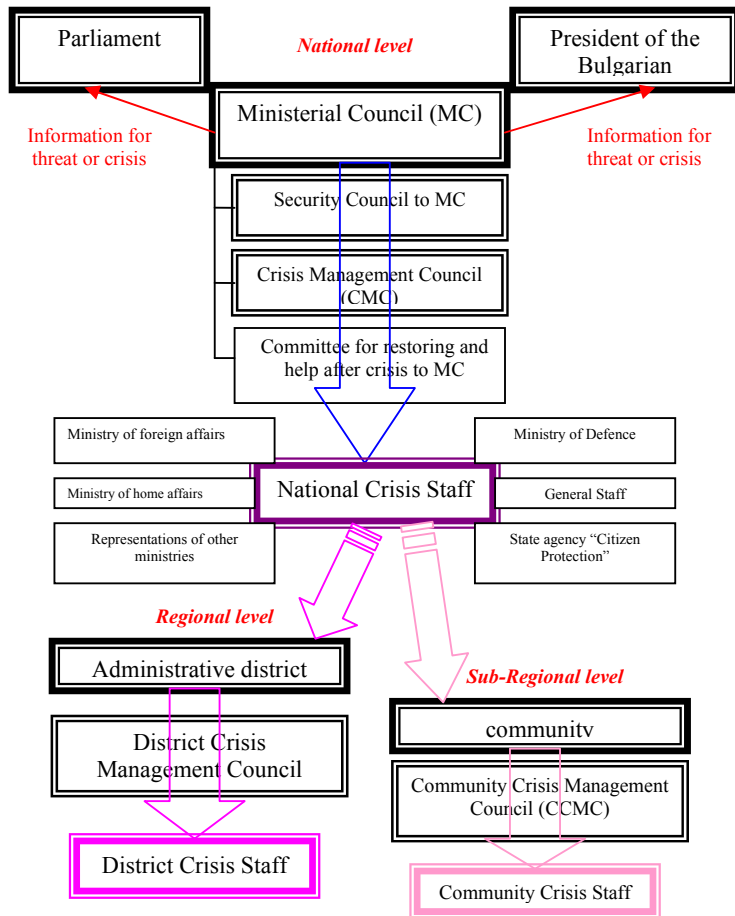 Parliament
National level
President of the
Bulgarian
Ministerial Council (MC)
Information for
threat or crisis
Information for
threat or crisis
Security Council to MC
Crisis Management Council
(CMC)
Committee for restoring and
help after crisis to MC
Ministry of foreign affairs
Ministry of Defence
National Crisis Staff
Ministry of home affairs
General Staff
Representations of other
ministries
State agency “Citizen
Protection”
Regional level
Administrative district
Sub-Regional level
District Crisis
Management Council
community
Community Crisis Management
Council (CCMC)
District Crisis Staff
Community Crisis Staff